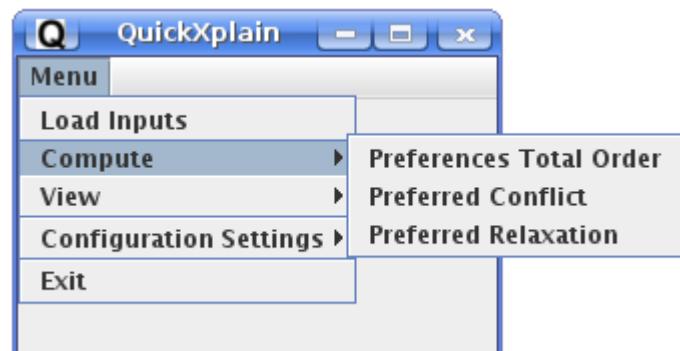 Q QuickXplain
Menu
Load Inputs
Compute
Preferences Total Order
View
Preferred Conflict
Configuration Settings
Preferred Relaxation
Exit